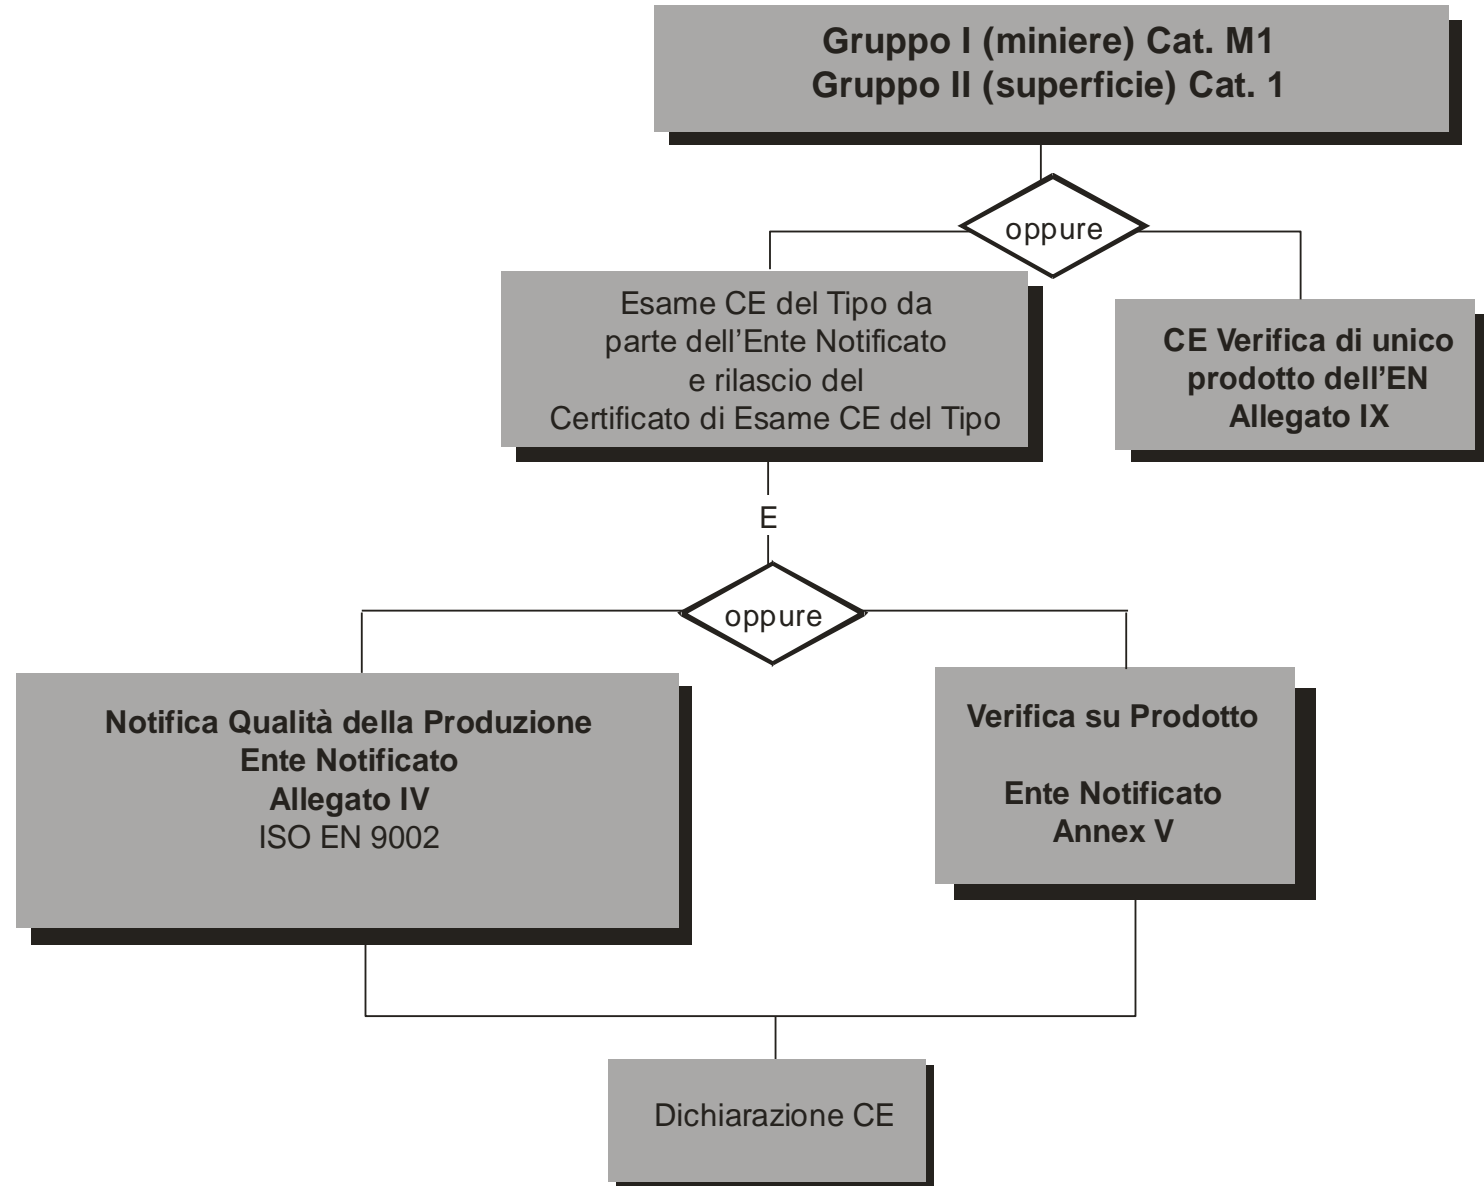 Gruppo I (miniere) Cat. M1
Gruppo II (superficie) Cat. 1
oppure
Esame CE del Tipo da
parte dell’Ente Notificato
e rilascio del
Certificato di Esame CE del Tipo
CE Verifica di unico
prodotto dell’EN
Allegato IX
E
oppure
Notifica Qualità della Produzione
Ente Notificato
Allegato IV
ISO EN 9002
Verifica su Prodotto
Ente Notificato
Annex V
Dichiarazione CE